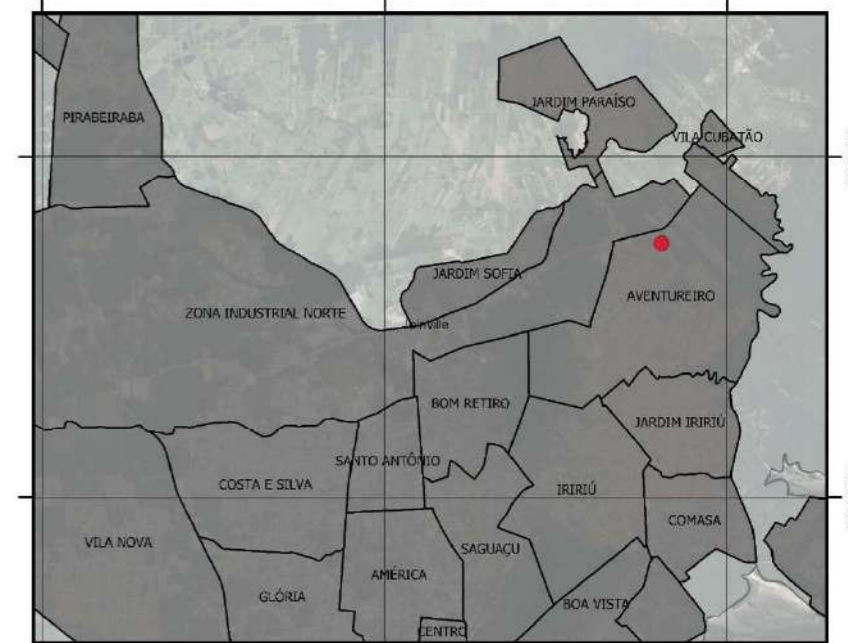 JARDIM PARAÍSO
PIRABEIRABA
VILA CUBATÃO
JARDIM SOFIA
AVENTUREIRO
ZONA INDUSTRIAL NORTE
Joinville
BOM RETIRO
JARDIM IRIRIÚ
SANTO ANTÔNIO
COSTA E SILVA
IRIRIÚ
COMASA
VILA NOVA
SAGUAÇU
AMÉRICA
GLÓRIA
BOA VISTA
CENTRO